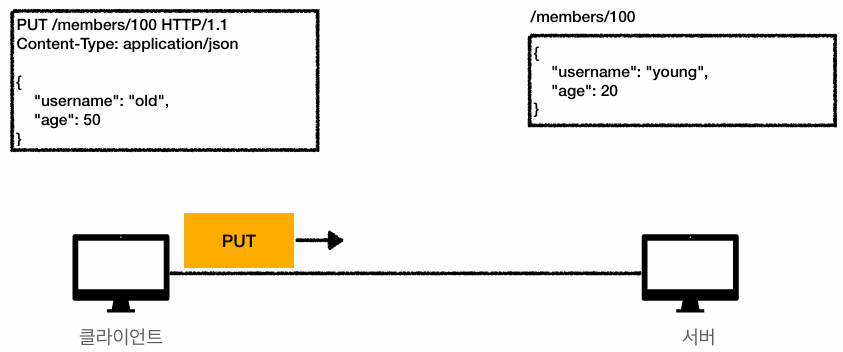 PUT /members/100 HTTP/1.1
Content-Type: application/json
{
"username": "old",
"age": 50
}
/members/100
{
"username": "young",
"age": 20
}
PUT
클라이언트
서버